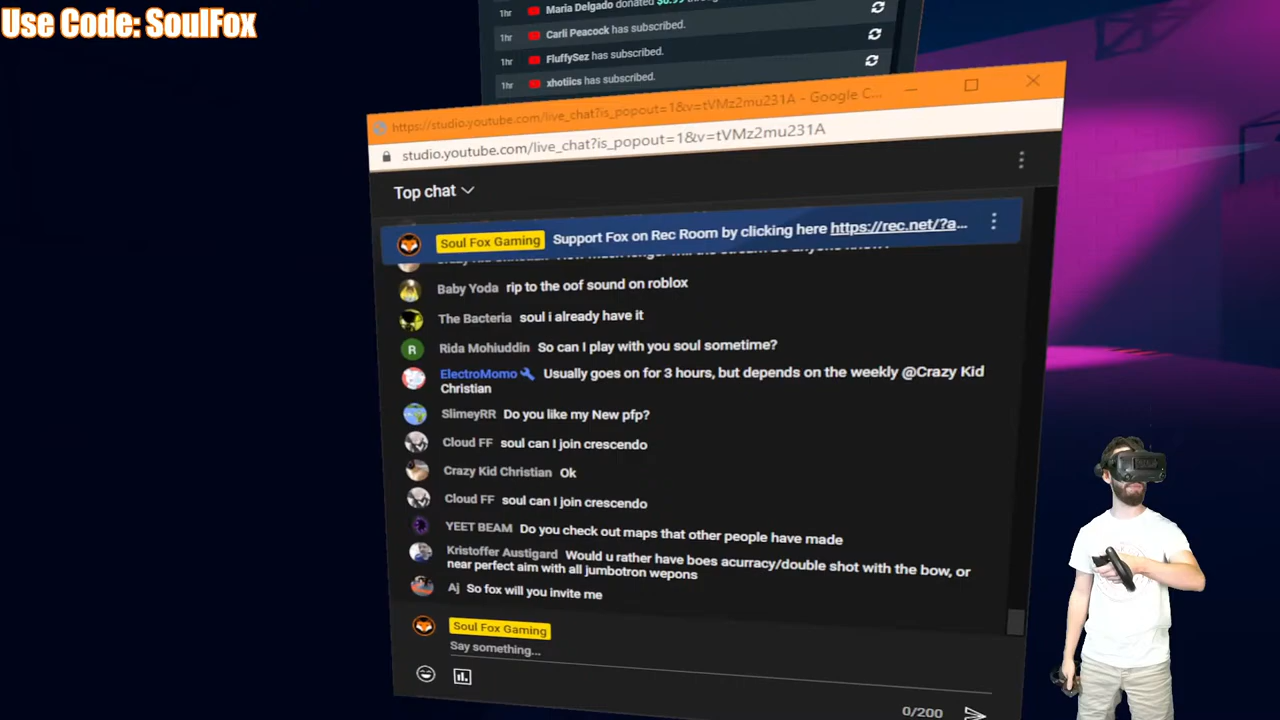 Use Code: SoulFox
1hr Maria Delgado donated
1hr Carli Peacock has subscribed.
1hr FluffySez has subscribed.
1hr xhotiics has subscribed.
https://studio.youtube.com/live_chat?is_popout=1&v=tVMz2mu231A - Google C...
studio.youtube.com/live_chat?is_popout=1&v=tVMz2mu231A
Top chat
Soul Fox Gaming Support Fox on Rec Room by clicking here https://rec.net/?a...
Baby Yoda rip to the oof sound on roblox
The Bacteria soul i already have it
R Rida Mohiuddin So can I play with you soul sometime?
ElectroMomo Usually goes on for 3 hours, but depends on the weekly @Crazy Kid
Christian
SlimeyRR Do you like my New pfp?
Cloud FF soul can I join crescendo
Crazy Kid Christian Ok
Cloud FF soul can I join crescendo
YEET BEAM Do you check out maps that other people have made
Kristoffer Austigard Would u rather have boes acurracy/double shot with the bow, or
near perfect aim with all jumbotron wepons
Aj So fox will you invite me
Soul Fox Gaming
Say something...
0/200